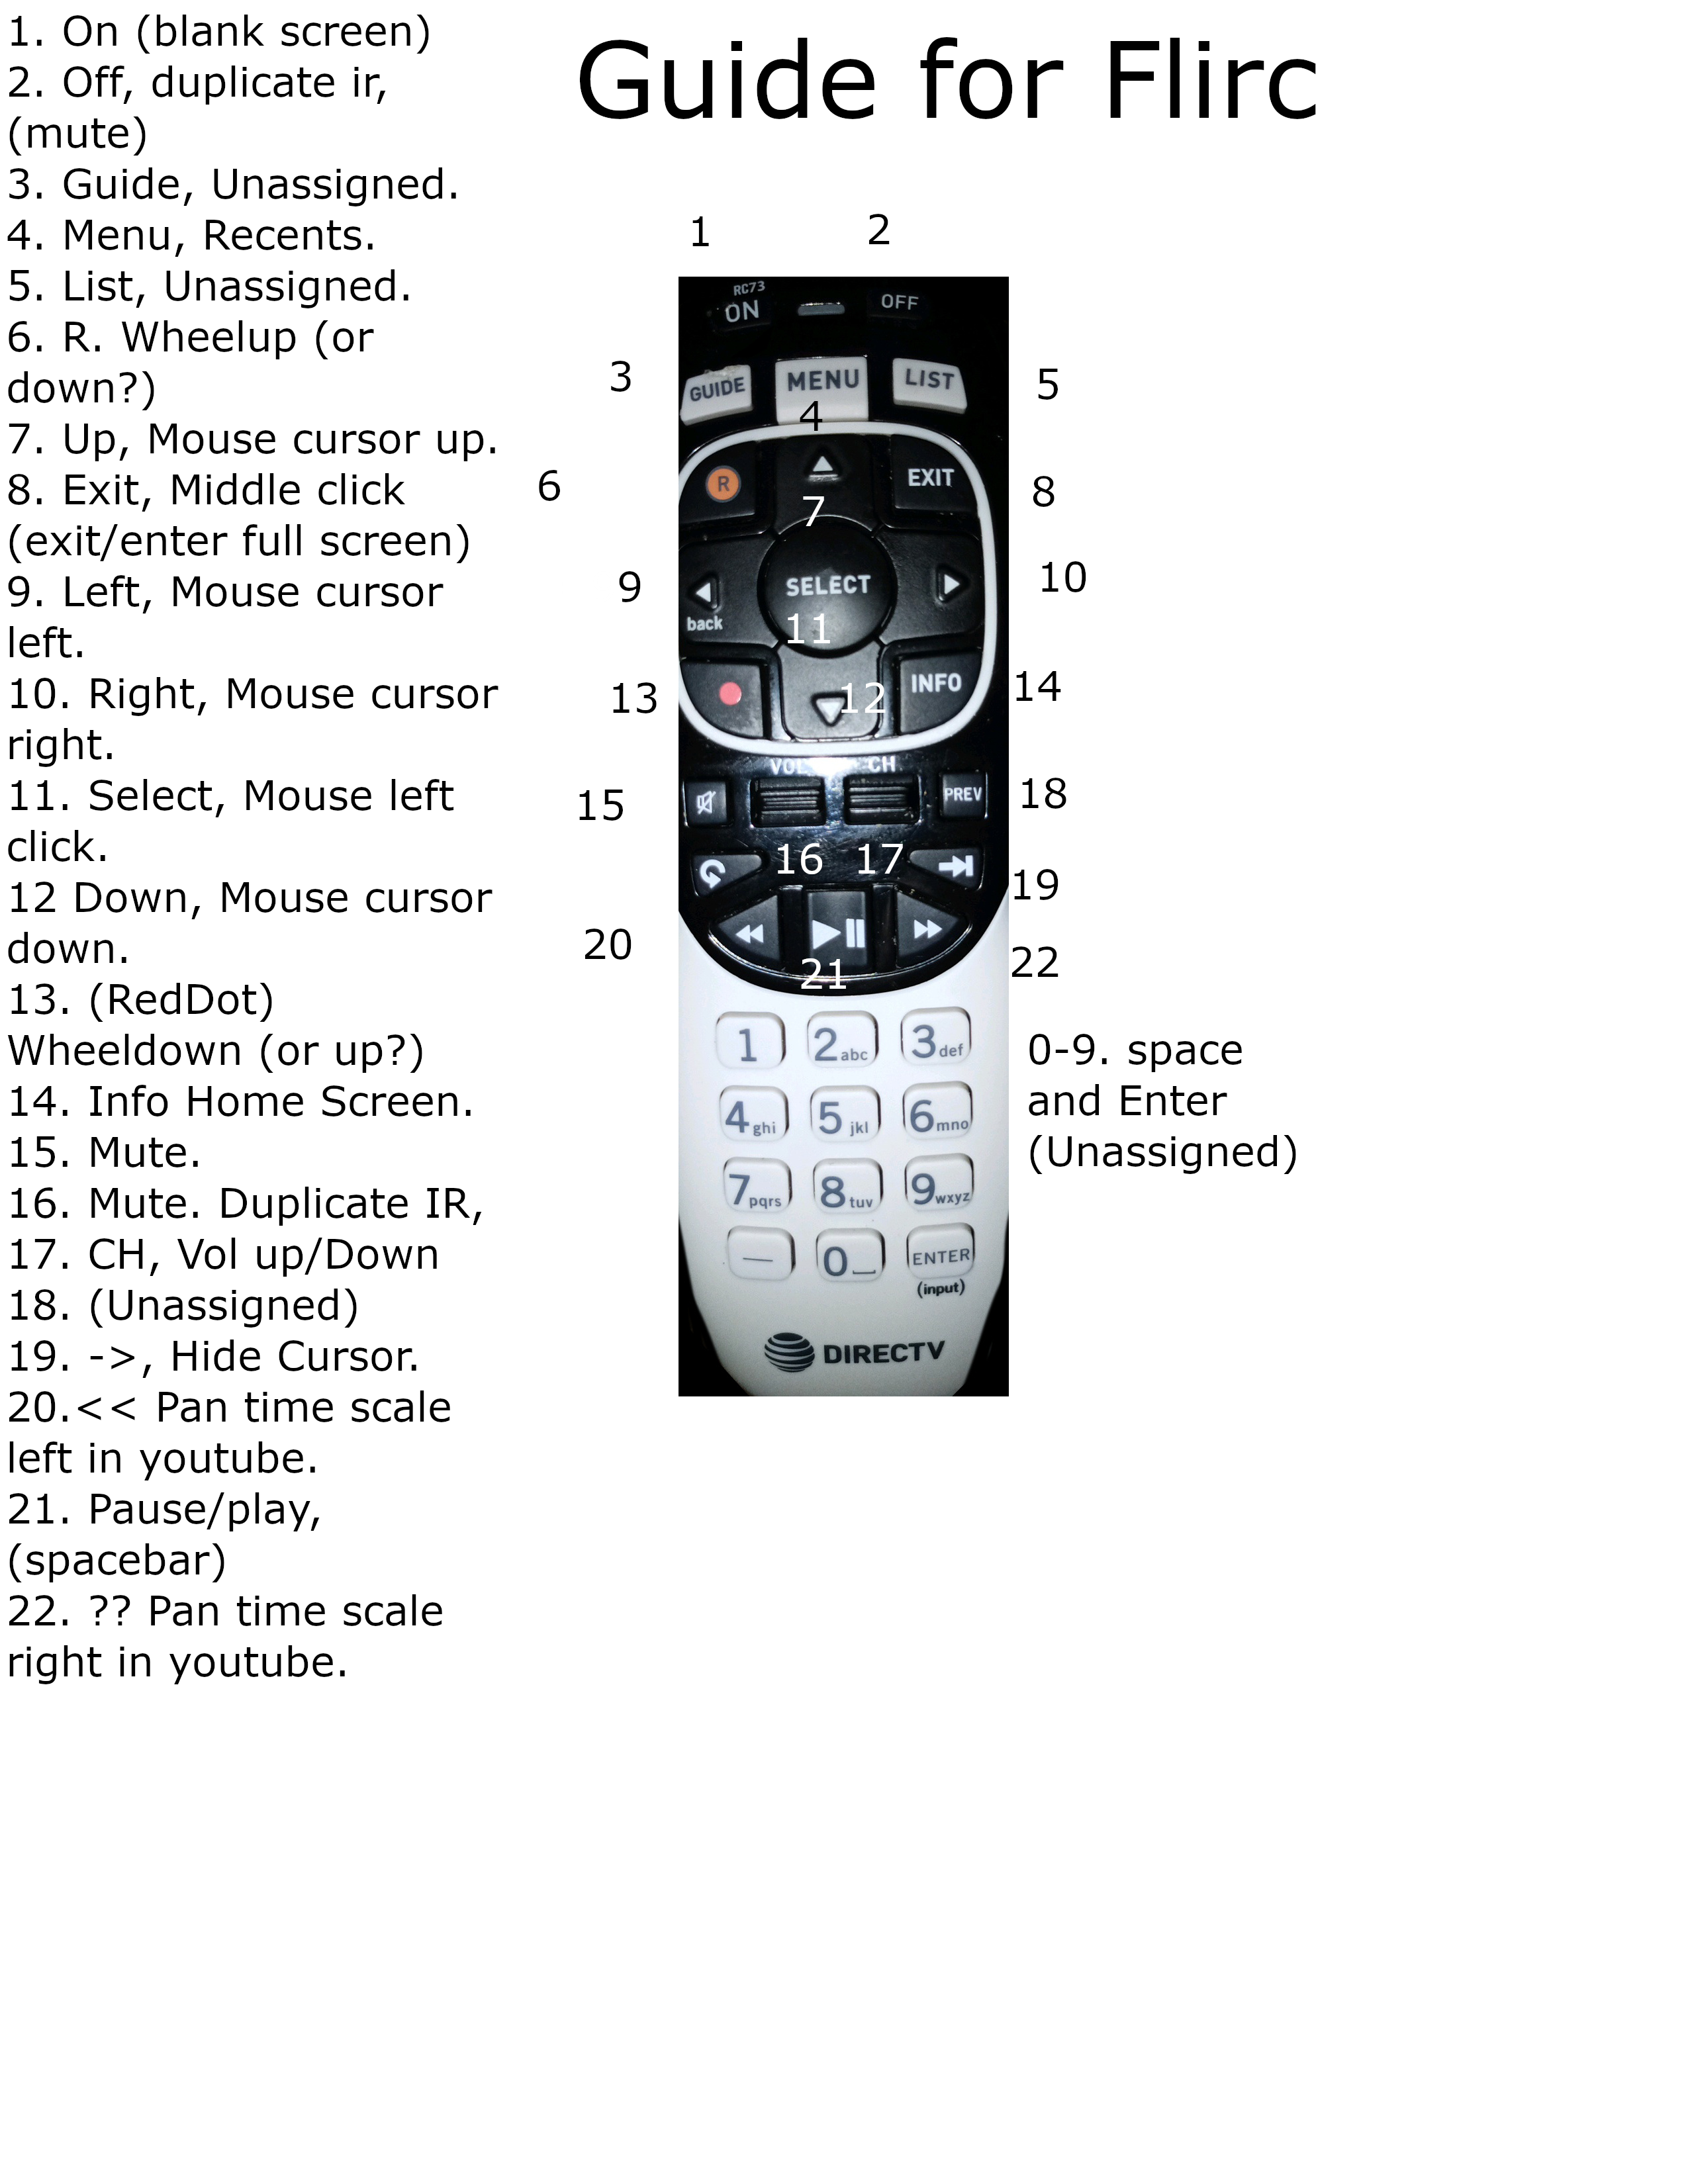 1. On (blank screen)
2. Off, duplicate ir,
(mute)
3. Guide, Unassigned.
4. Menu, Recents.
5. List, Unassigned.
6. R. Wheelup (or
down?)
7. Up, Mouse cursor up.
8. Exit, Middle click
(exit/enter full screen)
9. Left, Mouse cursor
left.
10. Right, Mouse cursor
right.
11. Select, Mouse left
click.
12 Down, Mouse cursor
down.
13. (RedDot)
Wheeldown (or up?)
14. Info Home Screen.
15. Mute.
16. Mute. Duplicate IR,
17. CH, Vol up/Down
18. (Unassigned)
19. ->, Hide Cursor.
20.<< Pan time scale
left in youtube.
21. Pause/play,
(spacebar)
22. ?? Pan time scale
right in youtube.
Guide for Flirc
1 2
RC73
ON OFF
3 GUIDE MENU LIST 5
4
6 R EXIT 8
7
9 SELECT 10
back
11
13 12 INFO 14
VOL CH
15 PREV 18
16 17
19
20 22
21
1 2abc 3def
4ghi 5jkl 6mno
7pqrs 8tuv 9wxyz
— 0 ENTER
(input)
DIRECTV
0-9. space
and Enter
(Unassigned)